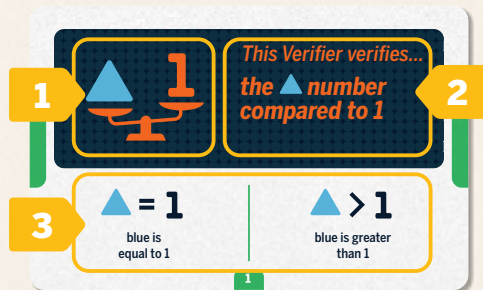 1
1
This Verifier verifies...
the ▲ number
compared to 1
2
3
▲ = 1
blue is
equal to 1
▲ > 1
blue is greater
than 1
1